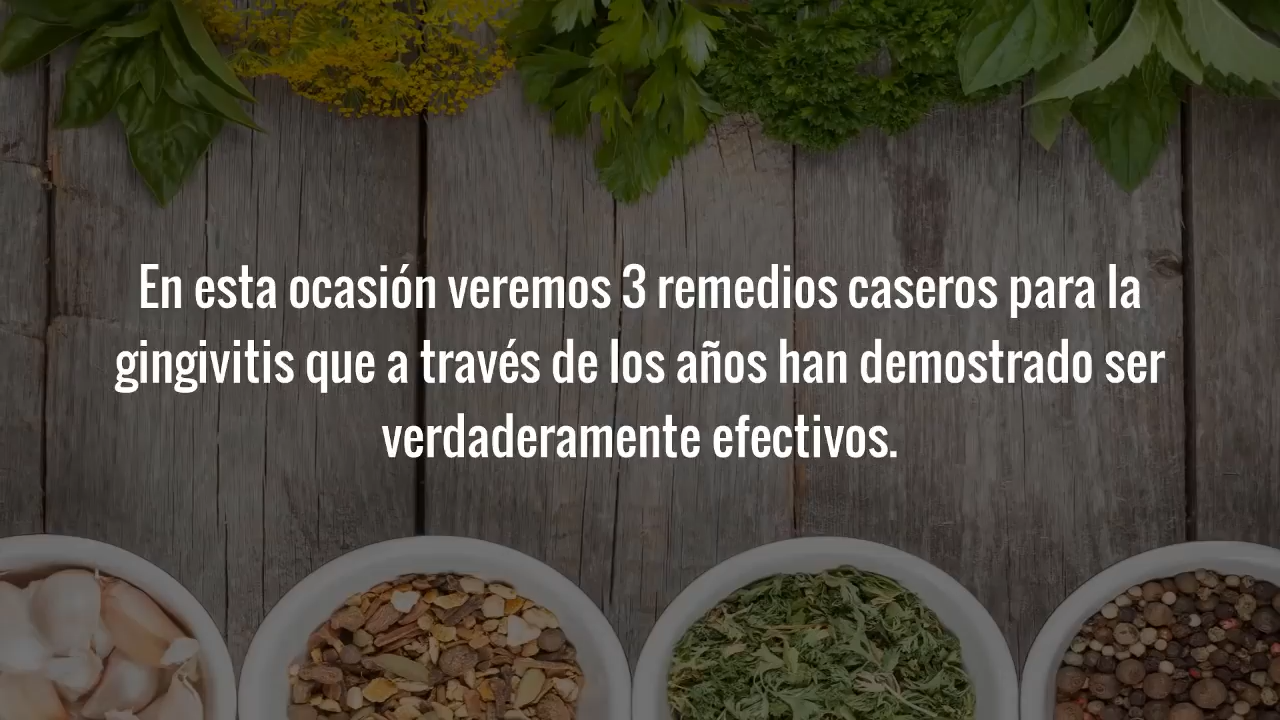 En esta ocasión veremos 3 remedios caseros para la
gingivitis que a través de los años han demostrado ser
verdaderamente efectivos.